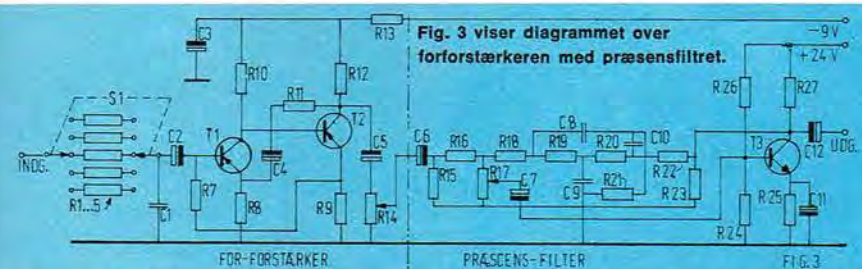 Fig. 3 viser diagrammet over
forforstærkeren med præsensfiltret.
-9V
+24V
C3
R13
S1
R10
R12
R11
R26
R27
C2
T1
T2
C6
C8
C10
T3
C12
UDG.
INDG.
C4
C5
R16
R18
R19
R20
R1...5
C1
R7
R8
R9
R14
R15
R17
C7
C9
R21
R22
R23
R24
R25
C11
FOR-FORSTÆRKER
PRÆSCENS-FILTER
FIG.3